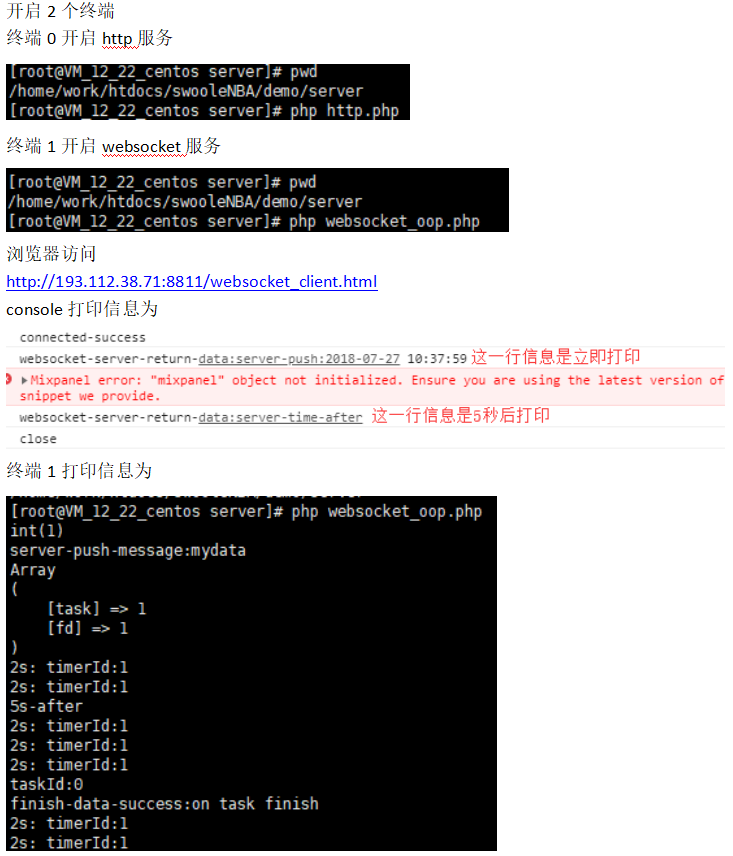 开启 2 个终端
终端 0 开启 http 服务
[root@VM_12_22_centos server]# pwd
/home/work/htdocs/swooleNBA/demo/server
[root@VM_12_22_centos server]# php http.php
终端 1 开启 websocket 服务
[root@VM_12_22_centos server]# pwd
/home/work/htdocs/swooleNBA/demo/server
[root@VM_12_22_centos server]# php websocket_oop.php
浏览器访问
http://193.112.38.71:8811/websocket_client.html
console 打印信息为
connected-success
websocket-server-return-data:server-push:2018-07-27 10:37:59 这一行信息是立即打印
Mixpanel error: "mixpanel" object not initialized. Ensure you are using the latest version of
snippet we provide.
websocket-server-return-data:server-time-after 这一行信息是5秒后打印
close
终端 1 打印信息为
[root@VM_12_22_centos server]# php websocket_oop.php
int(1)
server-push-message:mydata
Array
(
[task] => 1
[fd] => 1
)
2s: timerId:1
2s: timerId:1
5s-after
2s: timerId:1
2s: timerId:1
2s: timerId:1
taskId:0
finish-data-success:on task finish
2s: timerId:1
2s: timerId:1